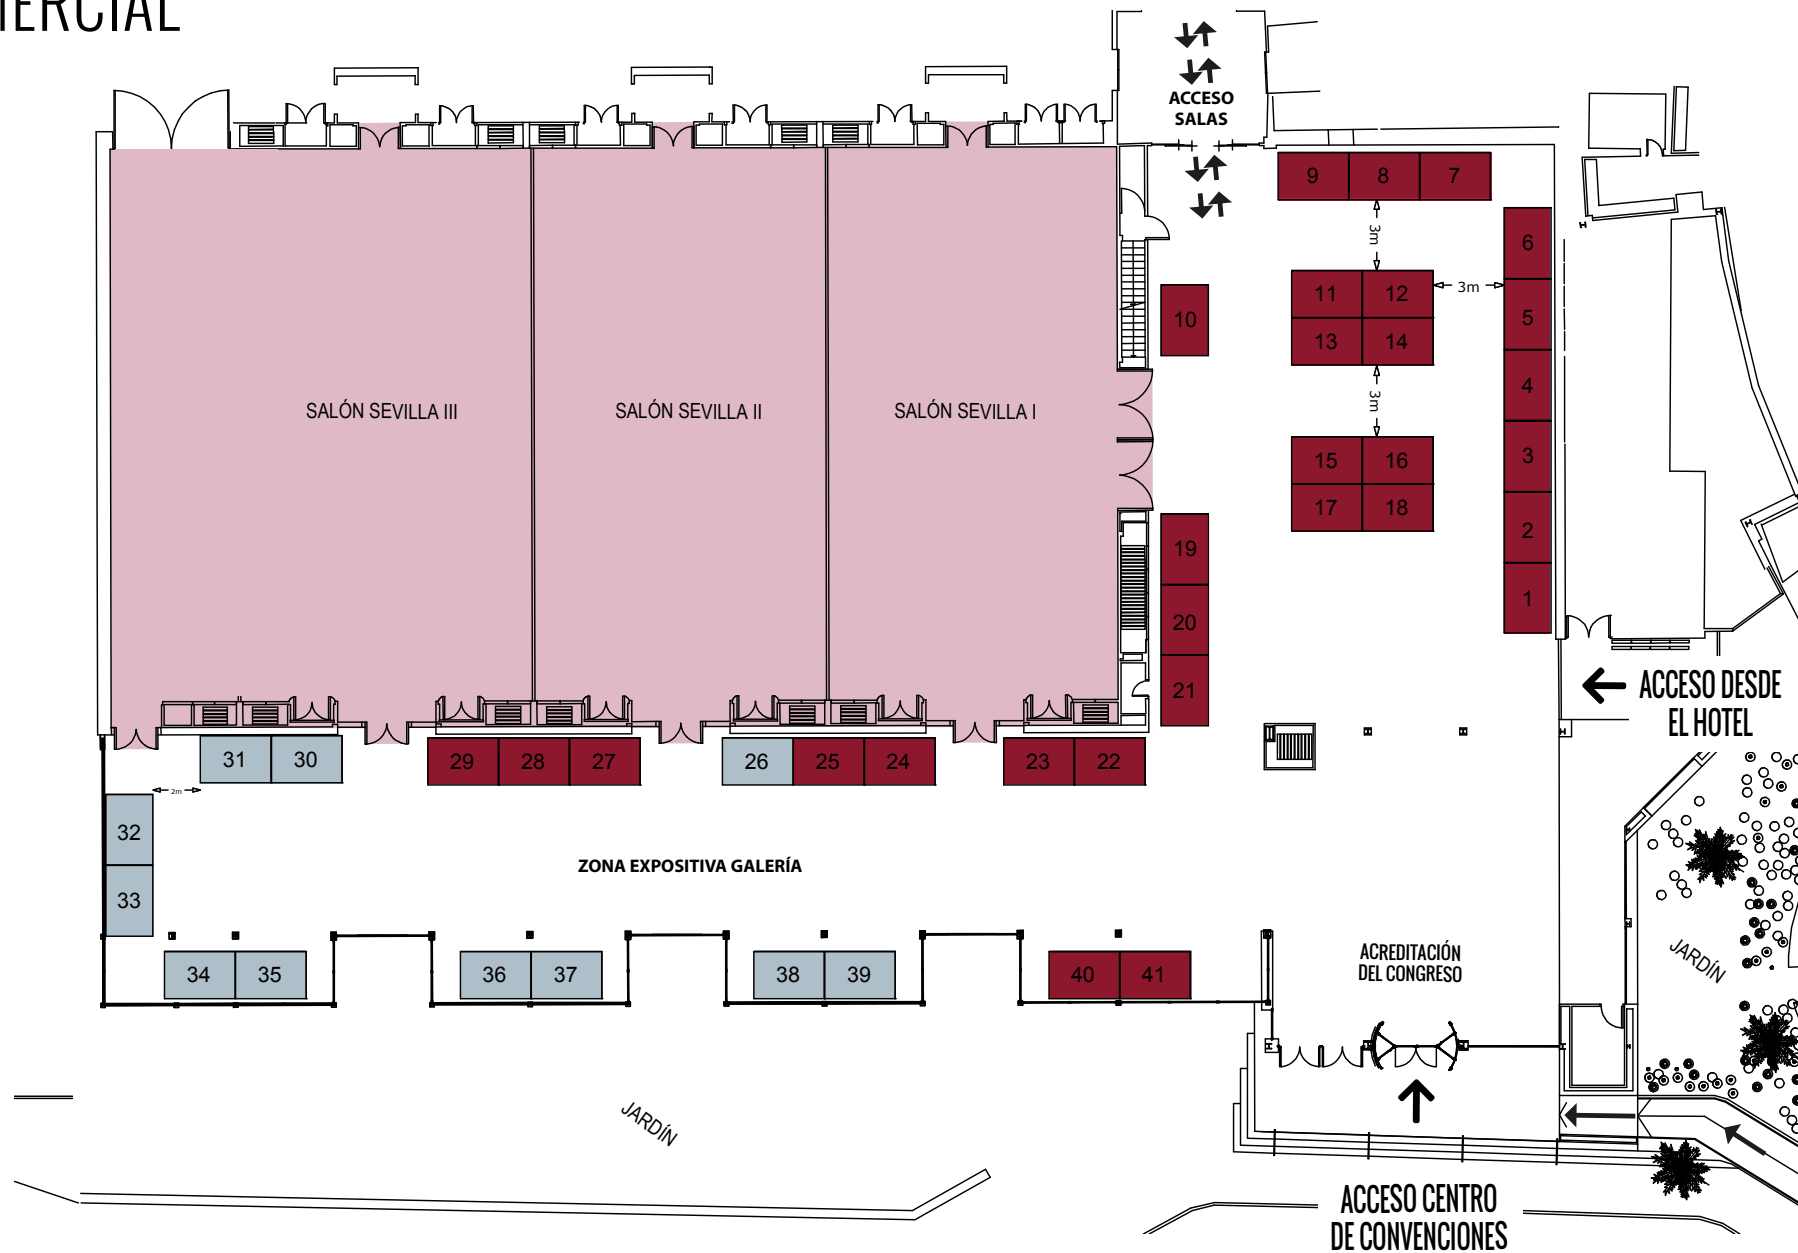 MERCIAL
ACCESO
SALAS
9 8 7
3m
6
11 12
3m
5
10
13 14
4
3m
SALÓN SEVILLA III
SALÓN SEVILLA II
SALÓN SEVILLA I
15 16
3
17 18
2
19
1
20
21
ACCESO DESDE
EL HOTEL
31 30
29 28 27
26 25 24
23 22
2m
32
ZONA EXPOSITIVA GALERÍA
33
34 35
36 37
38 39
40 41
ACREDITACIÓN
DEL CONGRESO
JARDÍN
JARDÍN
ACCESO CENTRO
DE CONVENCIONES